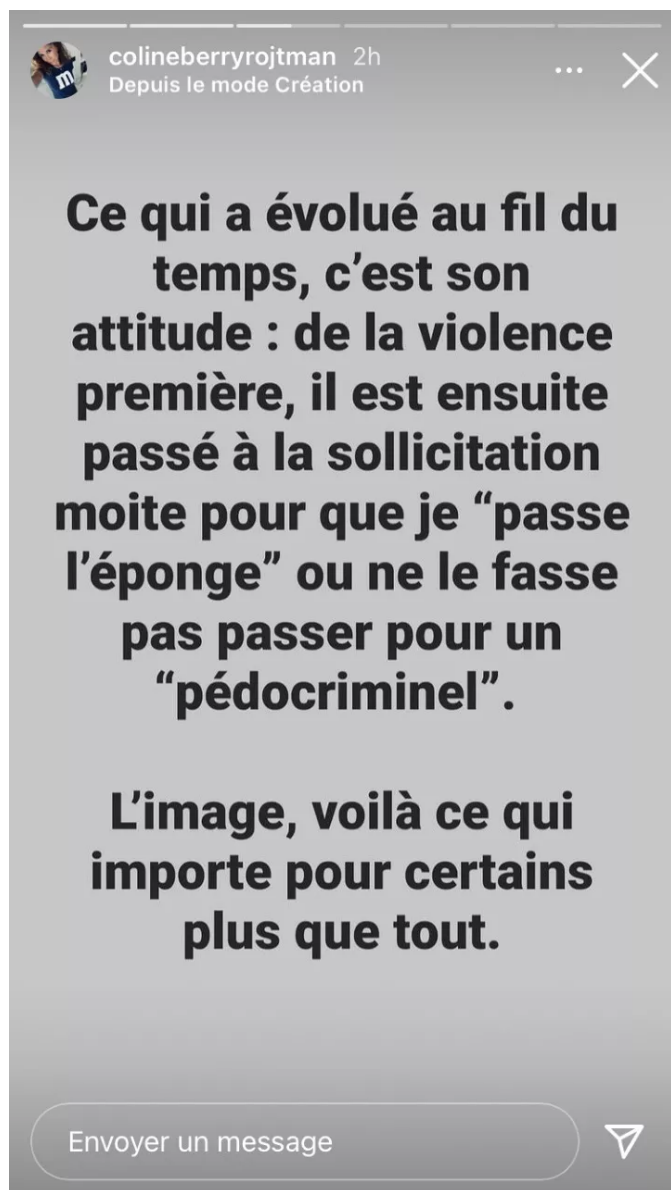 colineberryrojtman 2h
Depuis le mode Création
Ce qui a évolué au fil du
temps, c’est son
attitude : de la violence
première, il est ensuite
passé à la sollicitation
moite pour que je “passe
l’éponge” ou ne le fasse
pas passer pour un
“pédocriminel”.
L’image, voilà ce qui
importe pour certains
plus que tout.
Envoyer un message